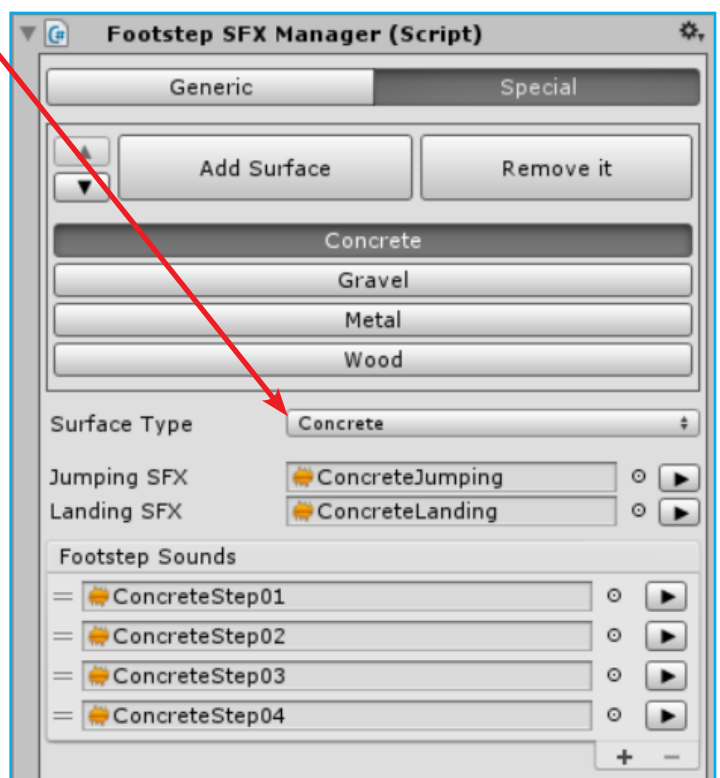 Footstep SFX Manager (Script)
Generic Special
Add Surface Remove it
Concrete
Gravel
Metal
Wood
Surface Type Concrete
Jumping SFX ConcreteJumping
Landing SFX ConcreteLanding
Footstep Sounds
ConcreteStep01
ConcreteStep02
ConcreteStep03
ConcreteStep04